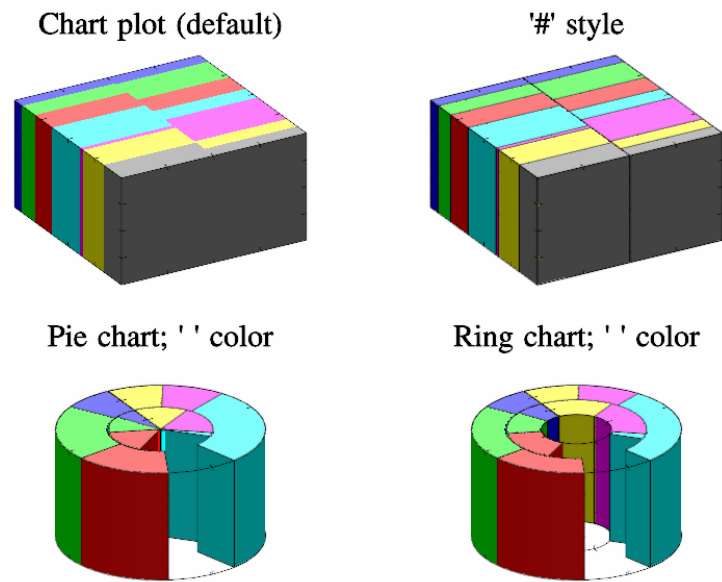 Chart plot (default)
'#' style
Pie chart; ' ' color
Ring chart; ' ' color